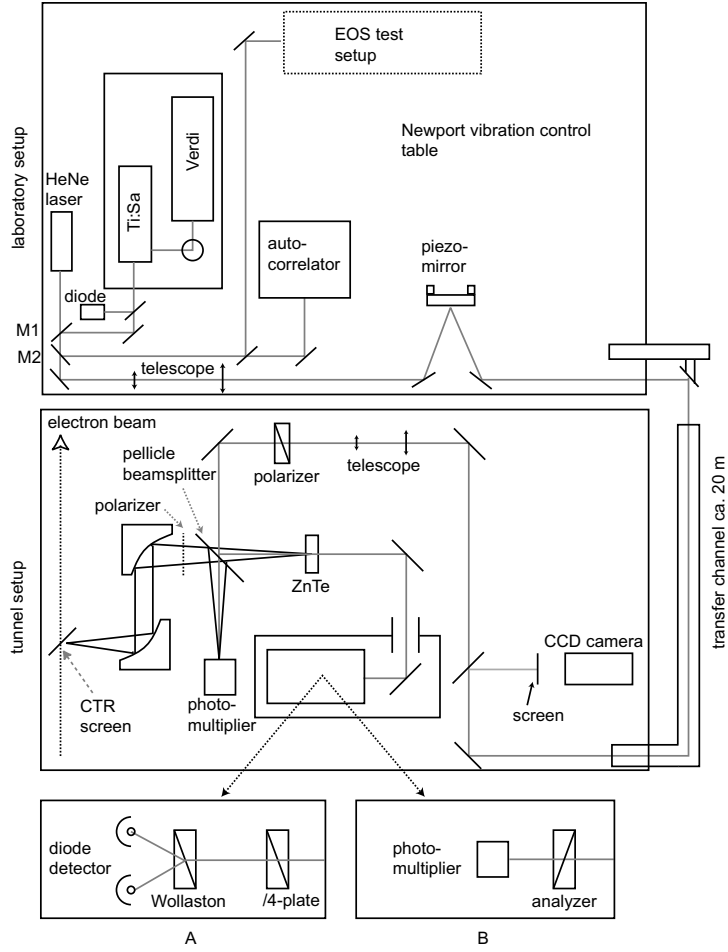 EOS test
setup
Newport vibration control
table
laboratory setup
Verdi
Ti:Sa
HeNe
laser
auto-
correlator
piezo-
mirror
diode
M1
M2
telescope
electron beam
pellicle
beamsplitter
polarizer
telescope
polarizer
ZnTe
tunnel setup
transfer channel ca. 20 m
CCD camera
CTR
screen
photo-
multiplier
screen
diode
detector
Wollaston
/4-plate
photo-
multiplier
analyzer
A
B